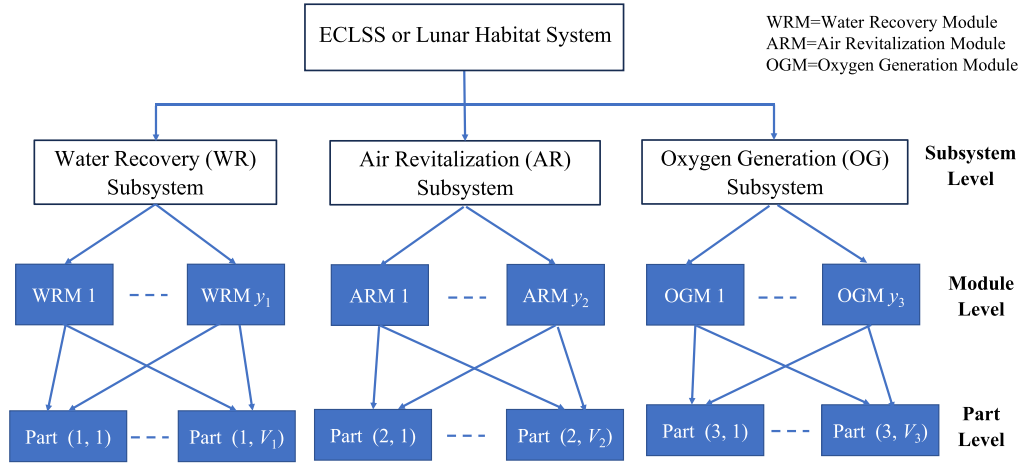 ECLSS or Lunar Habitat System
WRM=Water Recovery Module
ARM=Air Revitalization Module
OGM=Oxygen Generation Module
Water Recovery (WR)
Subsystem
Air Revitalization (AR)
Subsystem
Oxygen Generation (OG)
Subsystem
Subsystem
Level
WRM 1
WRM y₁
ARM 1
ARM y₂
OGM 1
OGM y₃
Module
Level
Part (1, 1)
Part (1, V₁)
Part (2, 1)
Part (2, V₂)
Part (3, 1)
Part (3, V₃)
Part
Level